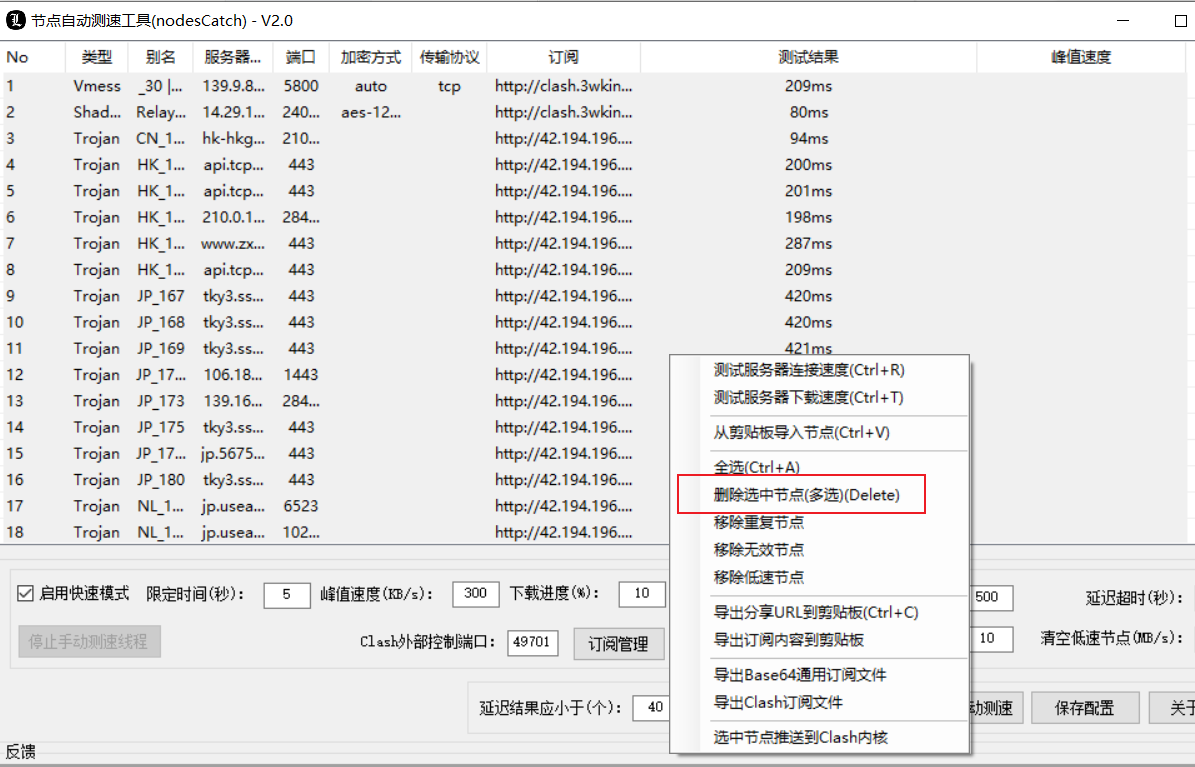 节点自动测速工具(nodesCatch) - V2.0
No 类型 别名 服务器... 端口 加密方式 传输协议 订阅 测试结果 峰值速度
1 Vmess _30 |... 139.9.8... 5800 auto tcp http://clash.3wkin... 209ms
2 Shad... Relay... 14.29.1... 240... aes-12... http://clash.3wkin... 80ms
3 Trojan CN_1... hk-hkg... 210... http://42.194.196.... 94ms
4 Trojan HK_1... api.tcp... 443 http://42.194.196.... 200ms
5 Trojan HK_1... api.tcp... 443 http://42.194.196.... 201ms
6 Trojan HK_1... 210.0.1... 284... http://42.194.196.... 198ms
7 Trojan HK_1... www.zx... 443 http://42.194.196.... 287ms
8 Trojan HK_1... api.tcp... 443 http://42.194.196.... 209ms
9 Trojan JP_167 tky3.ss... 443 http://42.194.196.... 420ms
10 Trojan JP_168 tky3.ss... 443 http://42.194.196.... 420ms
11 Trojan JP_169 tky3.ss... 443 http://42.194.196.... 421ms
12 Trojan JP_17... 106.18... 1443 http://42.194.196....
13 Trojan JP_173 139.16... 284... http://42.194.196....
14 Trojan JP_175 tky3.ss... 443 http://42.194.196....
15 Trojan JP_17... jp.5675... 443 http://42.194.196....
16 Trojan JP_180 tky3.ss... 443 http://42.194.196....
17 Trojan NL_1... jp.usea... 6523 http://42.194.196....
18 Trojan NL_1... jp.usea... 102... http://42.194.196....
测试服务器连接速度(Ctrl+R)
测试服务器下载速度(Ctrl+T)
从剪贴板导入节点(Ctrl+V)
全选(Ctrl+A)
删除选中节点(多选)(Delete)
移除重复节点
移除无效节点
移除低速节点
导出分享URL到剪贴板(Ctrl+C)
导出订阅内容到剪贴板
导出Base64通用订阅文件
导出Clash订阅文件
选中节点推送到Clash内核
启用快速模式 限定时间(秒): 5 峰值速度(KB/s): 300 下载进度(%): 10 500 延迟超时(秒):
停止手动测速线程 Clash外部控制端口: 49701 订阅管理 10 清空低速节点(MB/s):
延迟结果应小于(个): 40 动测速 保存配置 关于
反馈